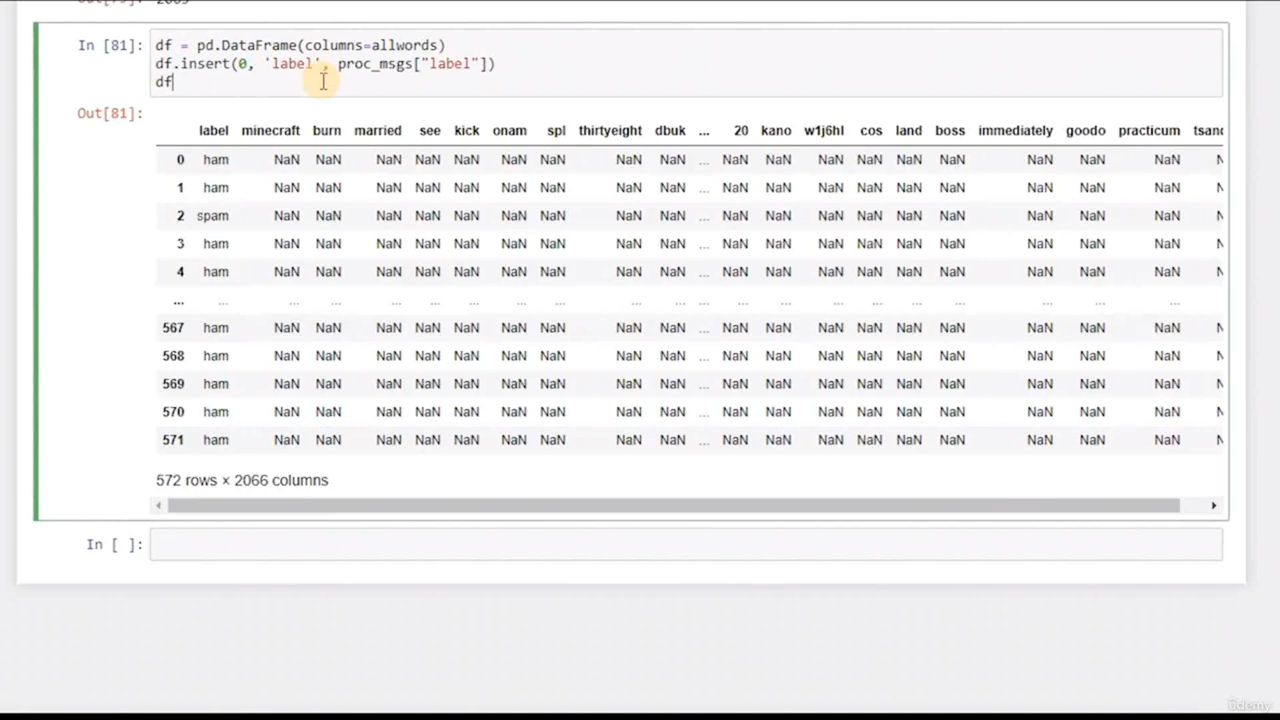 In [81]: df = pd.DataFrame(columns=allwords)
df.insert(0, 'label', proc_msgs["label"])
df
Out[81]:
label minecraft burn married see kick onam spl thirtyeight dbuk ... 20 kano w1j6hl cos land boss immediately goodo practicum
0 ham NaN NaN NaN NaN NaN NaN NaN NaN NaN ... NaN NaN NaN NaN NaN NaN NaN NaN NaN
1 ham NaN NaN NaN NaN NaN NaN NaN NaN NaN ... NaN NaN NaN NaN NaN NaN NaN NaN NaN
2 spam NaN NaN NaN NaN NaN NaN NaN NaN NaN ... NaN NaN NaN NaN NaN NaN NaN NaN NaN
3 ham NaN NaN NaN NaN NaN NaN NaN NaN NaN ... NaN NaN NaN NaN NaN NaN NaN NaN NaN
4 ham NaN NaN NaN NaN NaN NaN NaN NaN NaN ... NaN NaN NaN NaN NaN NaN NaN NaN NaN
... ... ... ... ... ... ... ... ... ... ... ... ... ... ... ... ... ... ... ... ...
567 ham NaN NaN NaN NaN NaN NaN NaN NaN NaN ... NaN NaN NaN NaN NaN NaN NaN NaN NaN
568 ham NaN NaN NaN NaN NaN NaN NaN NaN NaN ... NaN NaN NaN NaN NaN NaN NaN NaN NaN
569 ham NaN NaN NaN NaN NaN NaN NaN NaN NaN ... NaN NaN NaN NaN NaN NaN NaN NaN NaN
570 ham NaN NaN NaN NaN NaN NaN NaN NaN NaN ... NaN NaN NaN NaN NaN NaN NaN NaN NaN
571 ham NaN NaN NaN NaN NaN NaN NaN NaN NaN ... NaN NaN NaN NaN NaN NaN NaN NaN NaN
572 rows × 2066 columns
In [ ]:
Udemy